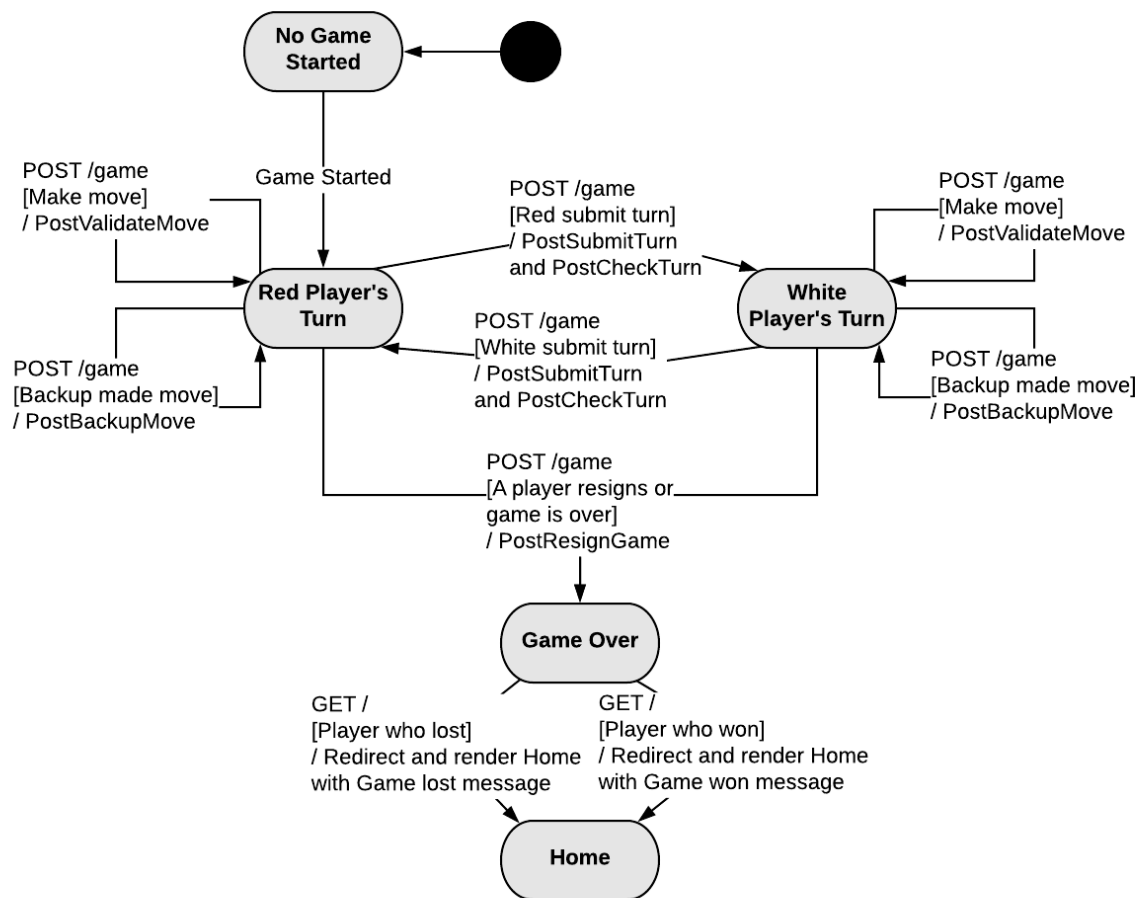 No Game
Started
Game Started
POST /game
[Make move]
/ PostValidateMove
POST /game
[Red submit turn]
/ PostSubmitTurn
and PostCheckTurn
POST /game
[Make move]
/ PostValidateMove
Red Player's
Turn
White
Player's Turn
POST /game
[White submit turn]
/ PostSubmitTurn
and PostCheckTurn
POST /game
[Backup made move]
/ PostBackupMove
POST /game
[Backup made move]
/ PostBackupMove
POST /game
[A player resigns or
game is over]
/ PostResignGame
Game Over
GET /
[Player who lost]
/ Redirect and render Home
with Game lost message
GET /
[Player who won]
/ Redirect and render Home
with Game won message
Home